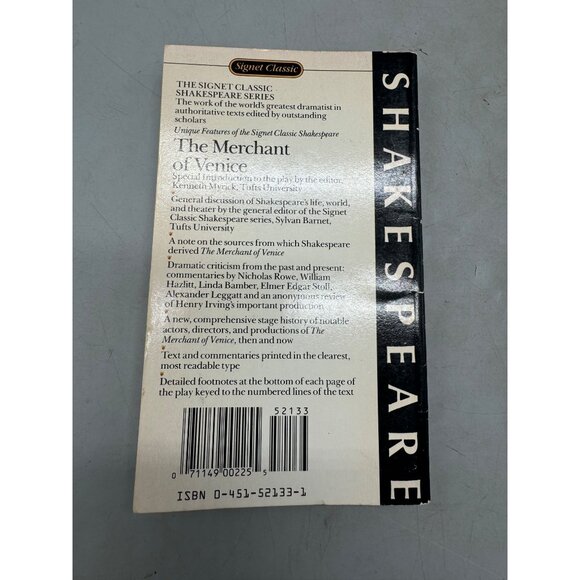 Signet Classic
THE SIGNET CLASSIC
SHAKESPEARE SERIES
The work of the world's greatest dramatist in
authoritative texts edited by outstanding
scholars
Unique Features of the Signet Classic Shakespeare
The Merchant
of Venice
Special Introduction to the play by the editor,
Kenneth Myrick, Tufts University
General discussion of Shakespeare's life, world,
and theater by the general editor of the Signet
Classic Shakespeare series, Sylvan Barnet,
Tufts University
A note on the sources from which Shakespeare
derived The Merchant of Venice
Dramatic criticism from the past and present:
commentaries by Nicholas Rowe, William
Hazlitt, Linda Bamber, Elmer Edgar Stoll,
Alexander Leggatt and an anonymous review
of Henry Irving's important production
A new, comprehensive stage history of notable
actors, directors, and productions of The
Merchant of Venice, then and now
Text and commentaries printed in the clearest,
most readable type
Detailed footnotes at the bottom of each page of
the play keyed to the numbered lines of the text
52133
0 71149 00225 5
ISBN 0-451-52133-1
SHAKESPEARE